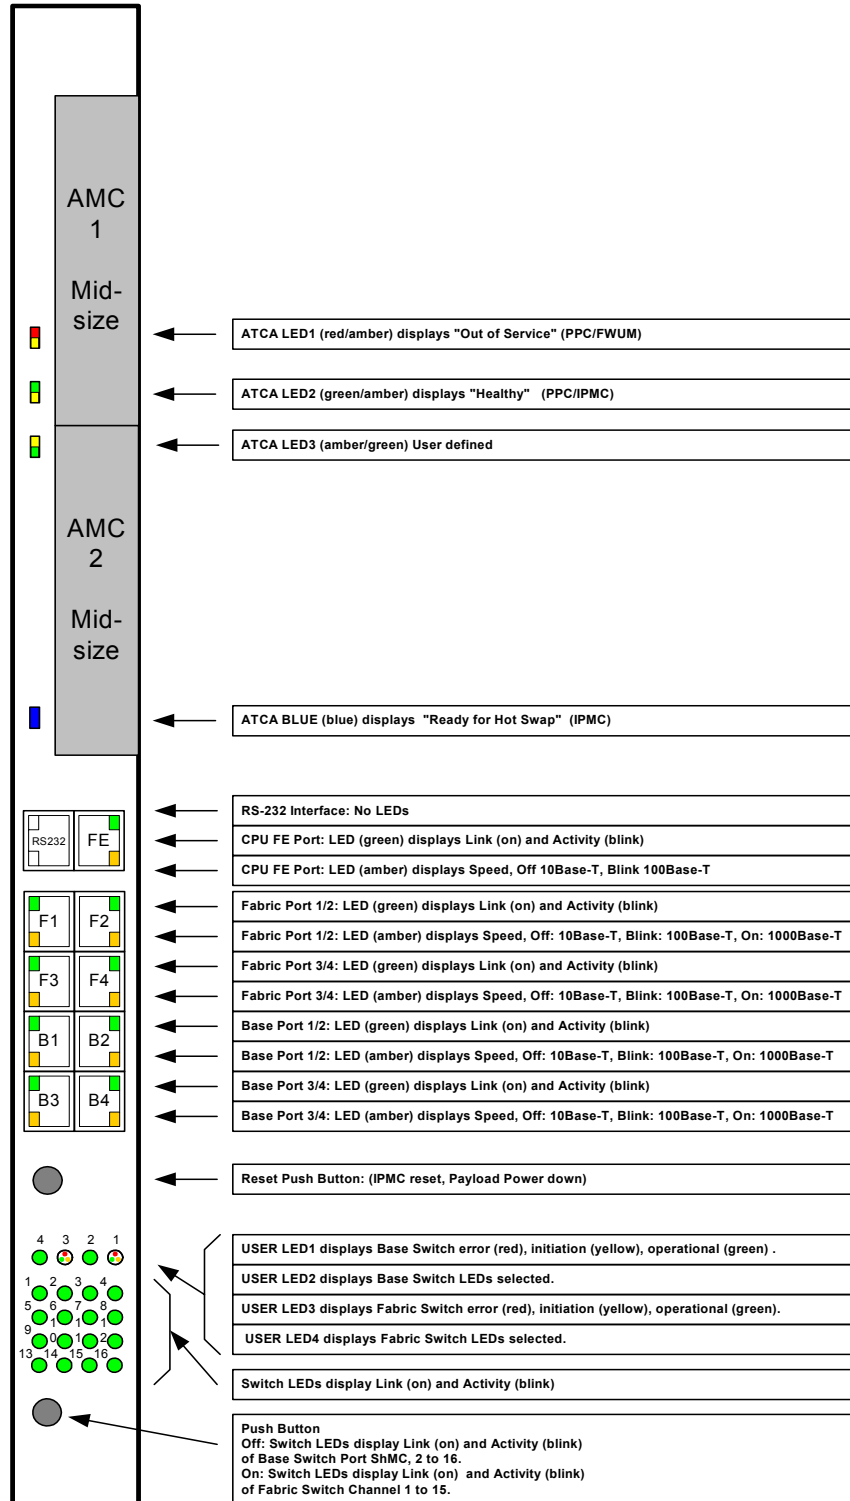 AMC
1
Mid-
size
ATCA LED1 (red/amber) displays "Out of Service" (PPC/FWUM)
ATCA LED2 (green/amber) displays "Healthy" (PPC/IPMC)
ATCA LED3 (amber/green) User defined
AMC
2
Mid-
size
ATCA BLUE (blue) displays "Ready for Hot Swap" (IPMC)
RS232 FE
RS-232 Interface: No LEDs
CPU FE Port: LED (green) displays Link (on) and Activity (blink)
CPU FE Port: LED (amber) displays Speed, Off 10Base-T, Blink 100Base-T
F1 F2
Fabric Port 1/2: LED (green) displays Link (on) and Activity (blink)
Fabric Port 1/2: LED (amber) displays Speed, Off: 10Base-T, Blink: 100Base-T, On: 1000Base-T
F3 F4
Fabric Port 3/4: LED (green) displays Link (on) and Activity (blink)
Fabric Port 3/4: LED (amber) displays Speed, Off: 10Base-T, Blink: 100Base-T, On: 1000Base-T
B1 B2
Base Port 1/2: LED (green) displays Link (on) and Activity (blink)
Base Port 1/2: LED (amber) displays Speed, Off: 10Base-T, Blink: 100Base-T, On: 1000Base-T
B3 B4
Base Port 3/4: LED (green) displays Link (on) and Activity (blink)
Base Port 3/4: LED (amber) displays Speed, Off: 10Base-T, Blink: 100Base-T, On: 1000Base-T
Reset Push Button: (IPMC reset, Payload Power down)
4 3 2 1
1 2 3 4
5 6 7 8
9 10 11 12
13 14 15 16
USER LED1 displays Base Switch error (red), initiation (yellow), operational (green) .
USER LED2 displays Base Switch LEDs selected.
USER LED3 displays Fabric Switch error (red), initiation (yellow), operational (green).
USER LED4 displays Fabric Switch LEDs selected.
Switch LEDs display Link (on) and Activity (blink)
Push Button
Off: Switch LEDs display Link (on) and Activity (blink)
of Base Switch Port ShMC, 2 to 16.
On: Switch LEDs display Link (on) and Activity (blink)
of Fabric Switch Channel 1 to 15.